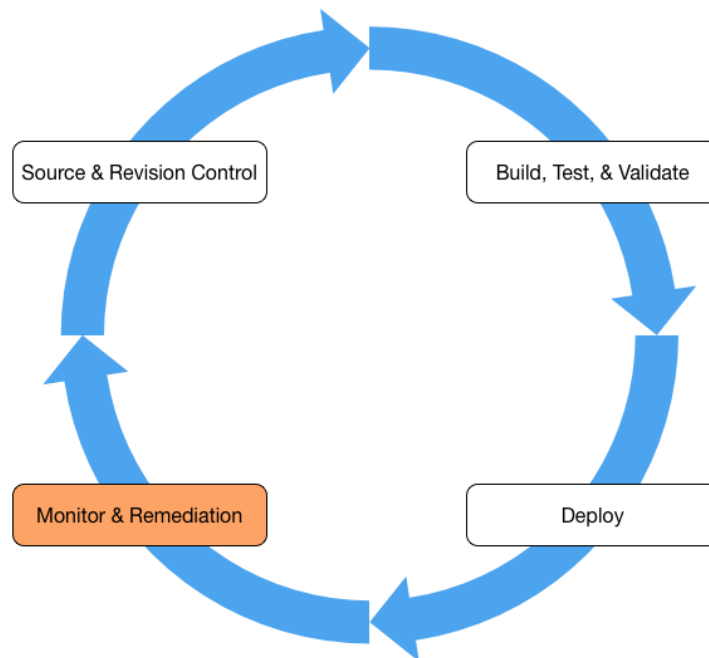 Source & Revision Control
Build, Test, & Validate
Monitor & Remediation
Deploy